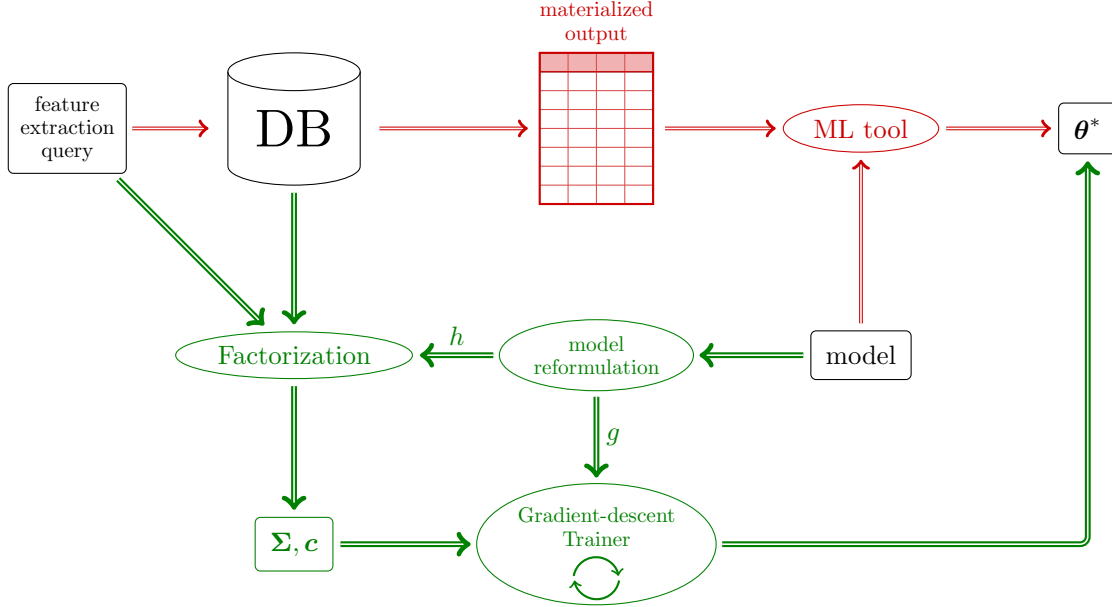 materialized
output
feature
extraction
query
DB
ML tool
θ*
Factorization
h
model
reformulation
model
g
Σ, c
Gradient-descent
Trainer